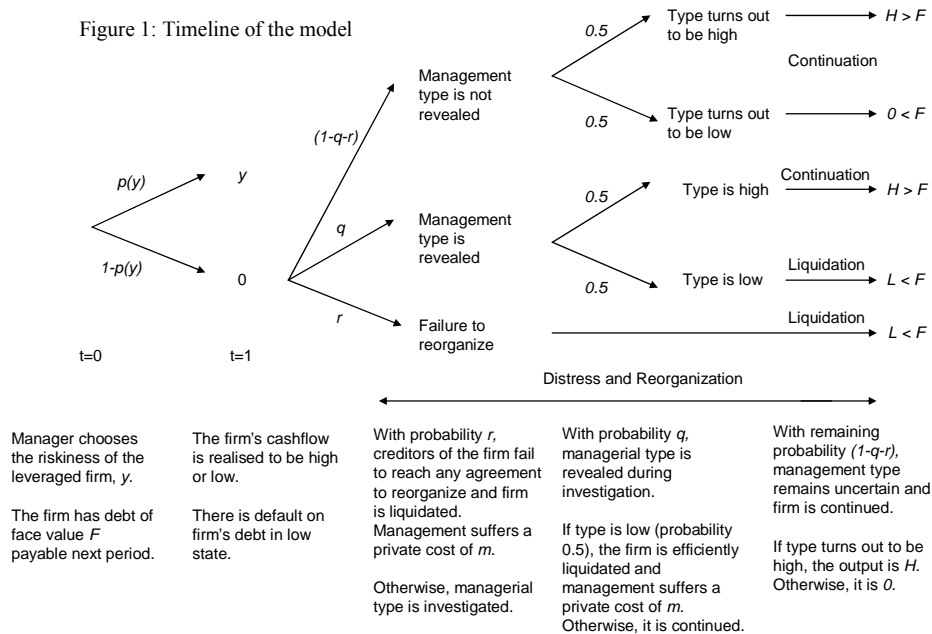 Figure 1: Timeline of the model
0.5
Type turns out
to be high
H > F
Continuation
Management
type is not
revealed
0.5
Type turns out
to be low
0 < F
(1-q-r)
p(y)
y
0.5
Type is high
Continuation
H > F
q
Management
type is
revealed
1-p(y)
0
0.5
Type is low
Liquidation
L < F
r
Failure to
reorganize
Liquidation
L < F
t=0
t=1
Distress and Reorganization
Manager chooses
the riskiness of the
leveraged firm, y.
The firm has debt of
face value F
payable next period.
The firm's cashflow
is realised to be high
or low.
There is default on
firm's debt in low
state.
With probability r,
creditors of the firm fail
to reach any agreement
to reorganize and firm
is liquidated.
Management suffers a
private cost of m.
Otherwise, managerial
type is investigated.
With probability q,
managerial type is
revealed during
investigation.
If type is low (probability
0.5), the firm is efficiently
liquidated and
management suffers a
private cost of m.
Otherwise, it is continued.
With remaining
probability (1-q-r),
management type
remains uncertain and
firm is continued.
If type turns out to be
high, the output is H.
Otherwise, it is 0.